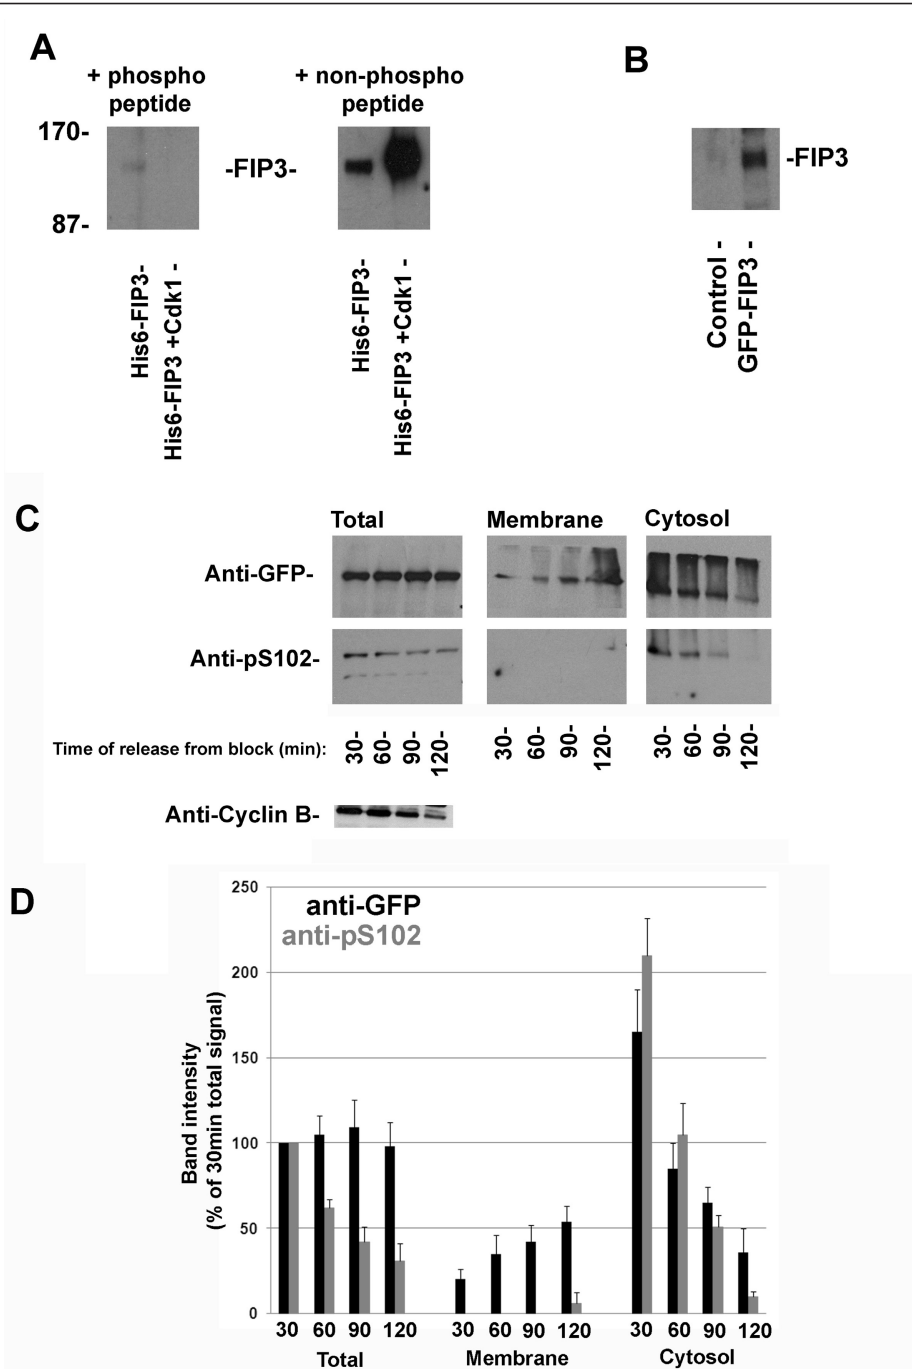 A
+ phospho
peptide
+ non-phospho
peptide
170-
-FIP3-
87-
His6-FIP3-
His6-FIP3 +Cdk1 -
His6-FIP3-
His6-FIP3 +Cdk1 -
B
-FIP3
Control -
GFP-FIP3 -
C
Total
Membrane
Cytosol
Anti-GFP-
Anti-pS102-
Time of release from block (min):
30-
60-
90-
120-
30-
60-
90-
120-
30-
60-
90-
120-
Anti-Cyclin B-
D
anti-GFP
anti-pS102
Band intensity
(% of 30min total signal)
250
200
150
100
50
0
30 60 90 120 30 60 90 120 30 60 90 120
Total Membrane Cytosol